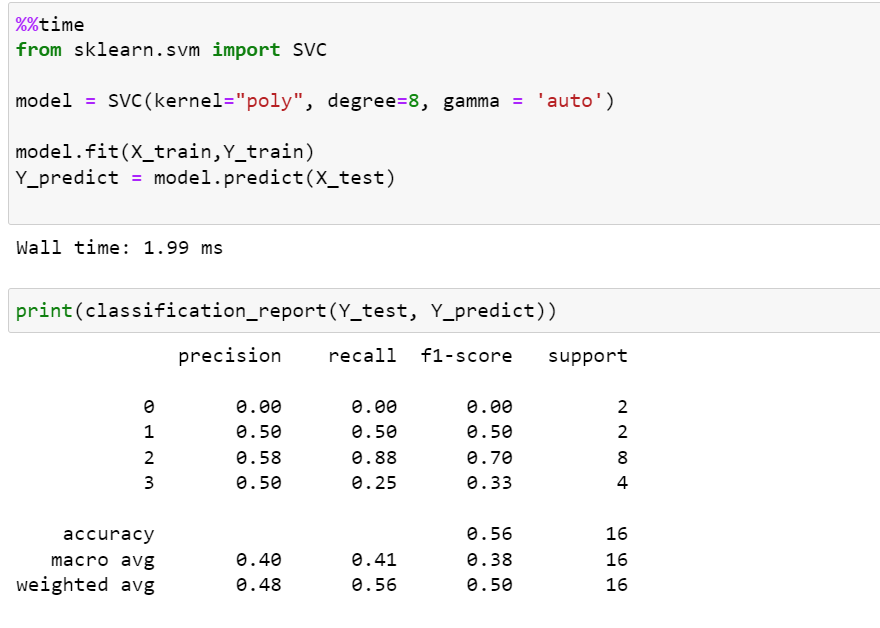 %%time
from sklearn.svm import SVC
model = SVC(kernel="poly", degree=8, gamma = 'auto')
model.fit(X_train,Y_train)
Y_predict = model.predict(X_test)
Wall time: 1.99 ms
print(classification_report(Y_test, Y_predict))
precision recall f1-score support
0 0.00 0.00 0.00 2
1 0.50 0.50 0.50 2
2 0.58 0.88 0.70 8
3 0.50 0.25 0.33 4
accuracy 0.56 16
macro avg 0.40 0.41 0.38 16
weighted avg 0.48 0.56 0.50 16